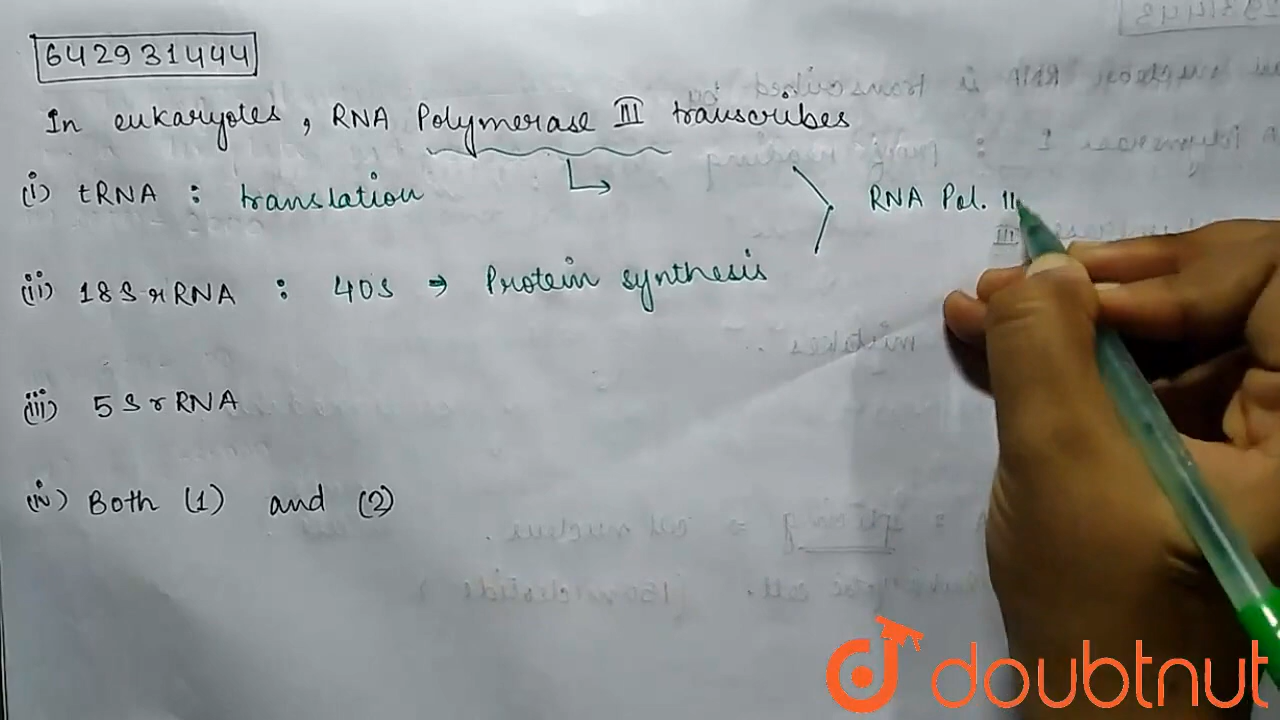 642931444
In eukaryotes, RNA Polymerase III transcribes
(i) tRNA : translation
RNA Pol. II
(ii) 18S rRNA : 40S → Protein synthesis
(iii) 5S rRNA
(iv) Both (1) and (2)
doubtnut